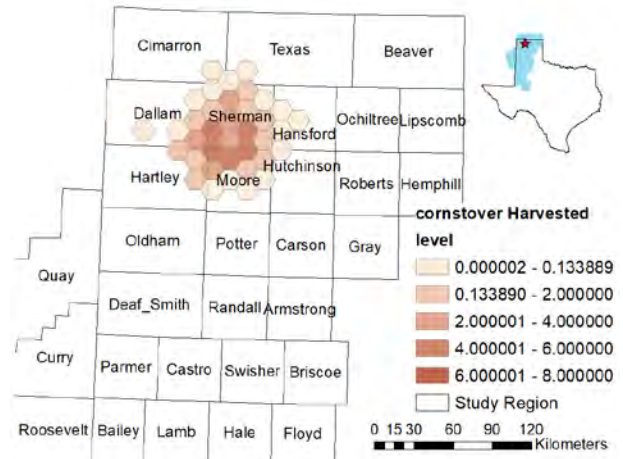 Cimarron Texas Beaver
Dallam Sherman Hansford Ochiltree Lipscomb
Hartley Moore Hutchinson Roberts Hemphill
Oldham Potter Carson Gray
Quay
Deaf_Smith Randall Armstrong
Curry Parmer Castro Swisher Briscoe
Roosevelt Bailey Lamb Hale Floyd
cornstover Harvested
level
0.000002 - 0.133889
0.133890 - 2.000000
2.000001 - 4.000000
4.000001 - 6.000000
6.000001 - 8.000000
Study Region
0 15 30 60 90 120
Kilometers